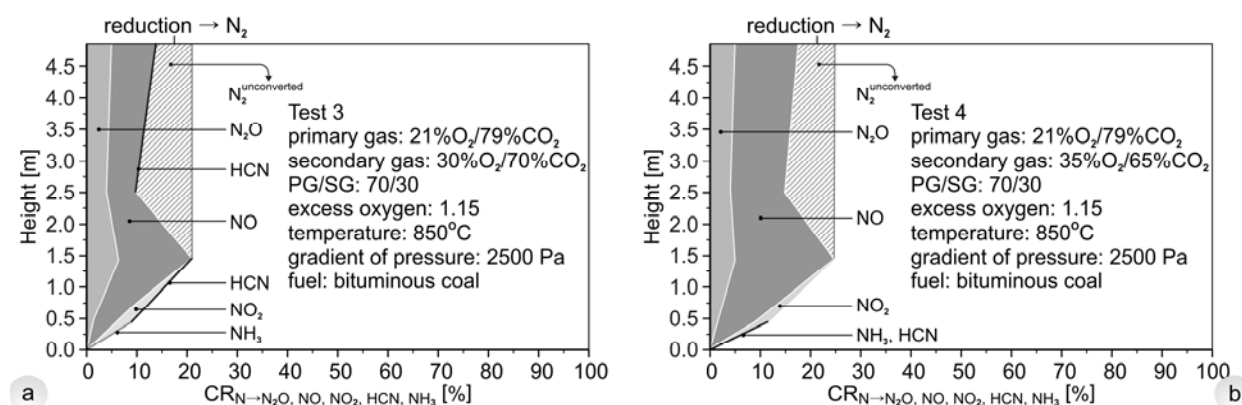 reduction → N₂
4.5
4.0
3.5
3.0
2.5
2.0
1.5
1.0
0.5
0.0
Height [m]
N₂unconverted
N₂O
HCN
NO
HCN
NO₂
NH₃
Test 3
primary gas: 21%O₂/79%CO₂
secondary gas: 30%O₂/70%CO₂
PG/SG: 70/30
excess oxygen: 1.15
temperature: 850°C
gradient of pressure: 2500 Pa
fuel: bituminous coal
0 10 20 30 40 50 60 70 80 90 100
CR N→N₂O, NO, NO₂, HCN, NH₃ [%]
a
reduction → N₂
4.5
4.0
3.5
3.0
2.5
2.0
1.5
1.0
0.5
0.0
Height [m]
N₂unconverted
N₂O
NO
NO₂
NH₃, HCN
Test 4
primary gas: 21%O₂/79%CO₂
secondary gas: 35%O₂/65%CO₂
PG/SG: 70/30
excess oxygen: 1.15
temperature: 850°C
gradient of pressure: 2500 Pa
fuel: bituminous coal
0 10 20 30 40 50 60 70 80 90 100
CR N→N₂O, NO, NO₂, HCN, NH₃ [%]
b